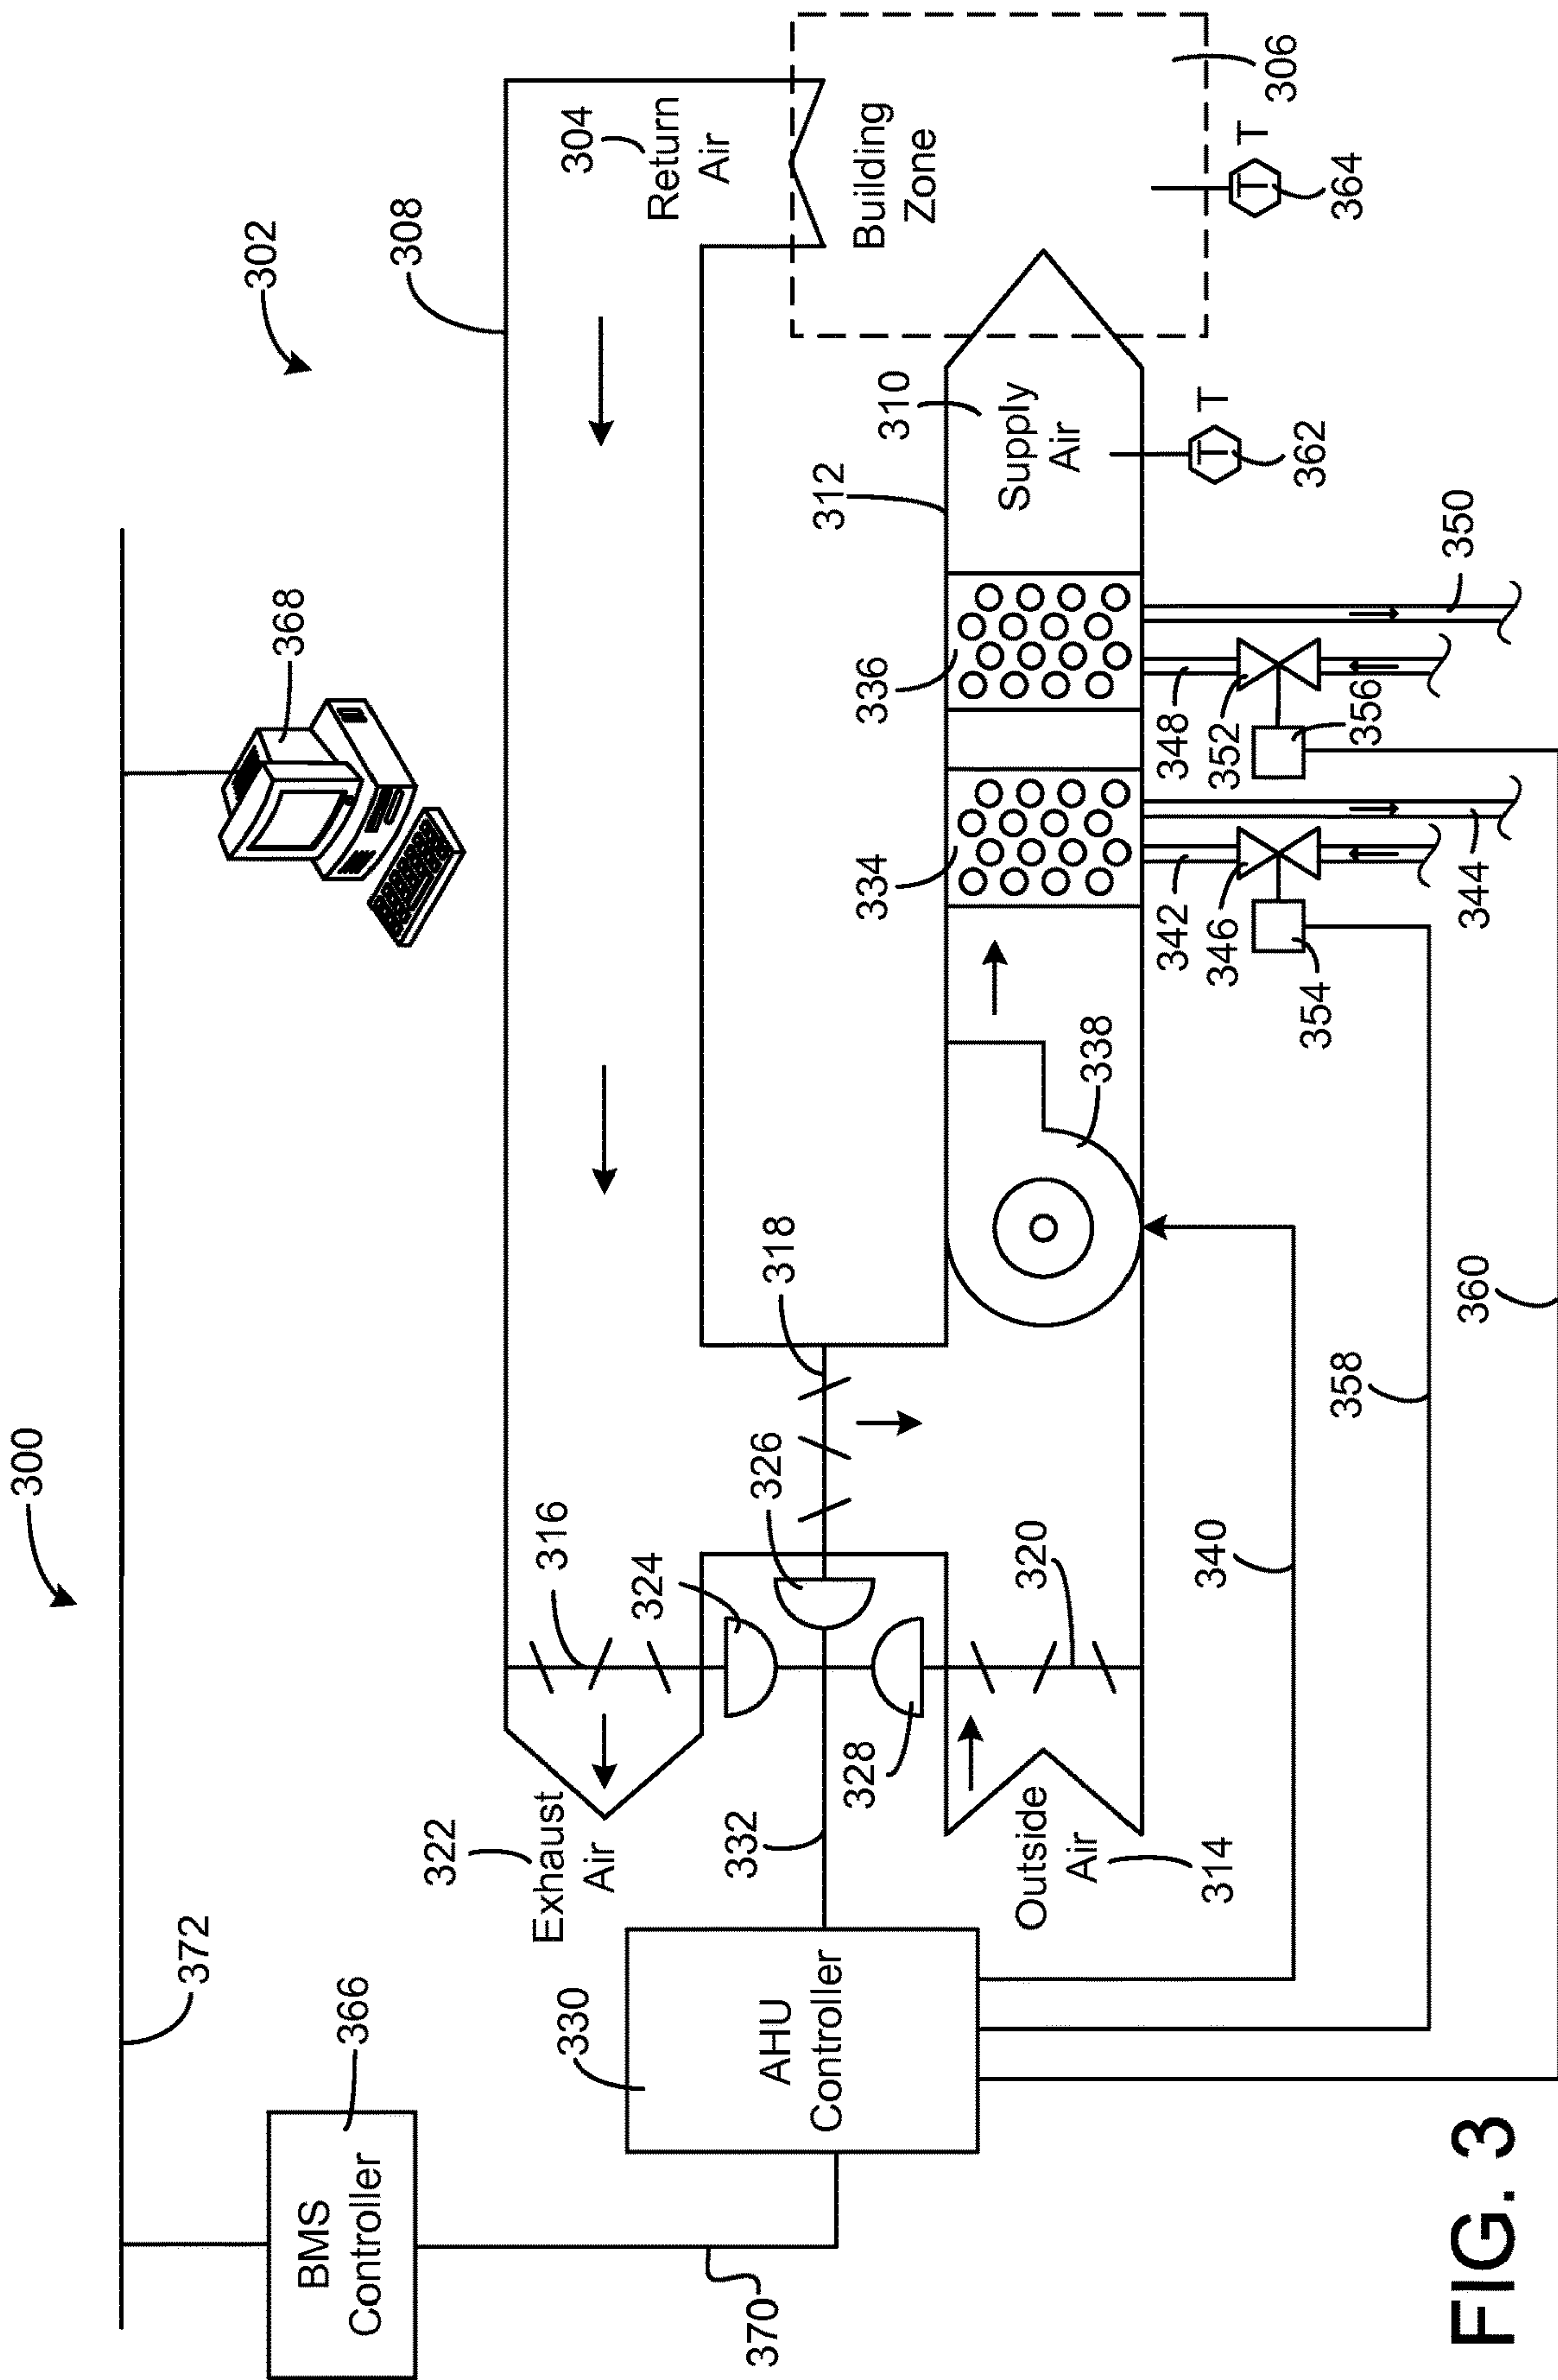 300
372
BMS
Controller
366
370
368
302
308
304
Return
Air
Building
Zone
306
T
T
364
322
Exhaust
Air
316
324
326
318
328
332
330
AHU
Controller
Outside
Air
314
320
338
334
336
312
310
Supply
Air
T
T
362
342
346
354
344
348
352
356
350
340
358
360
FIG. 3